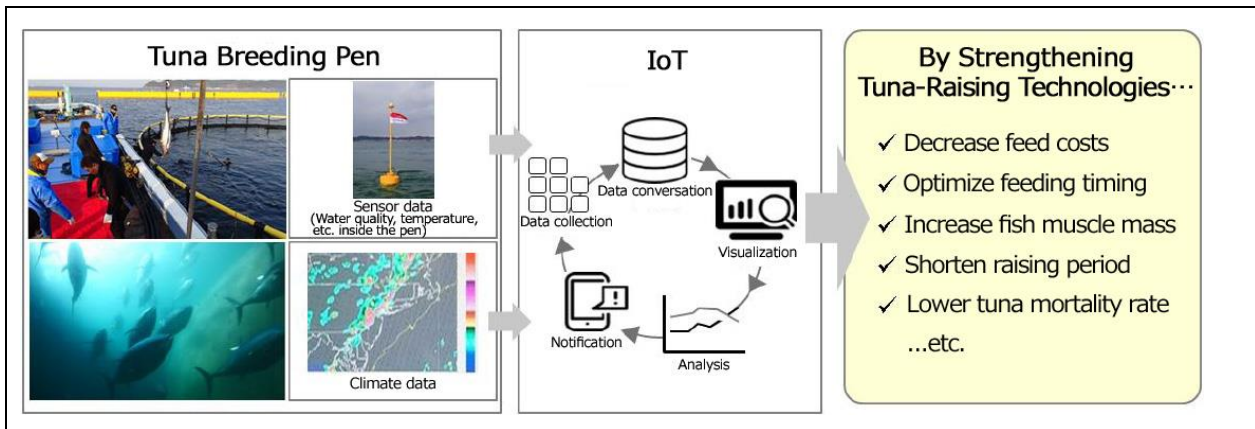 Tuna Breeding Pen
Sensor data
(Water quality, temperature,
etc. inside the pen)
Climate data
IoT
Data collection
Data conversation
Visualization
Analysis
Notification
!
By Strengthening
Tuna-Raising Technologies…
✓ Decrease feed costs
✓ Optimize feeding timing
✓ Increase fish muscle mass
✓ Shorten raising period
✓ Lower tuna mortality rate
...etc.